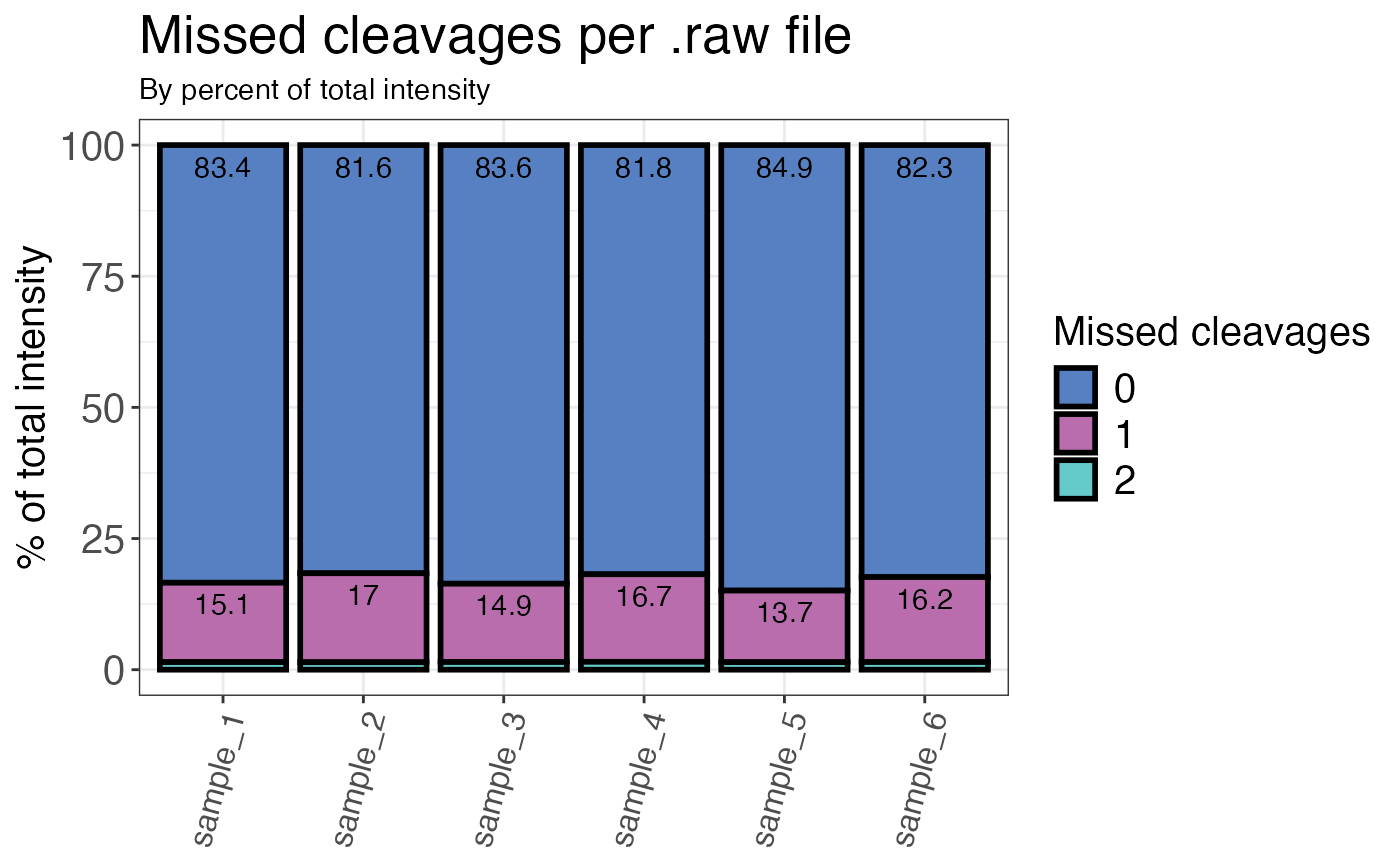 Missed cleavages per .raw file
By percent of total intensity
% of total intensity
100
75
50
25
0
83.4 81.6 83.6 81.8 84.9 82.3
15.1 17 14.9 16.7 13.7 16.2
sample_1 sample_2 sample_3 sample_4 sample_5 sample_6
Missed cleavages
0
1
2